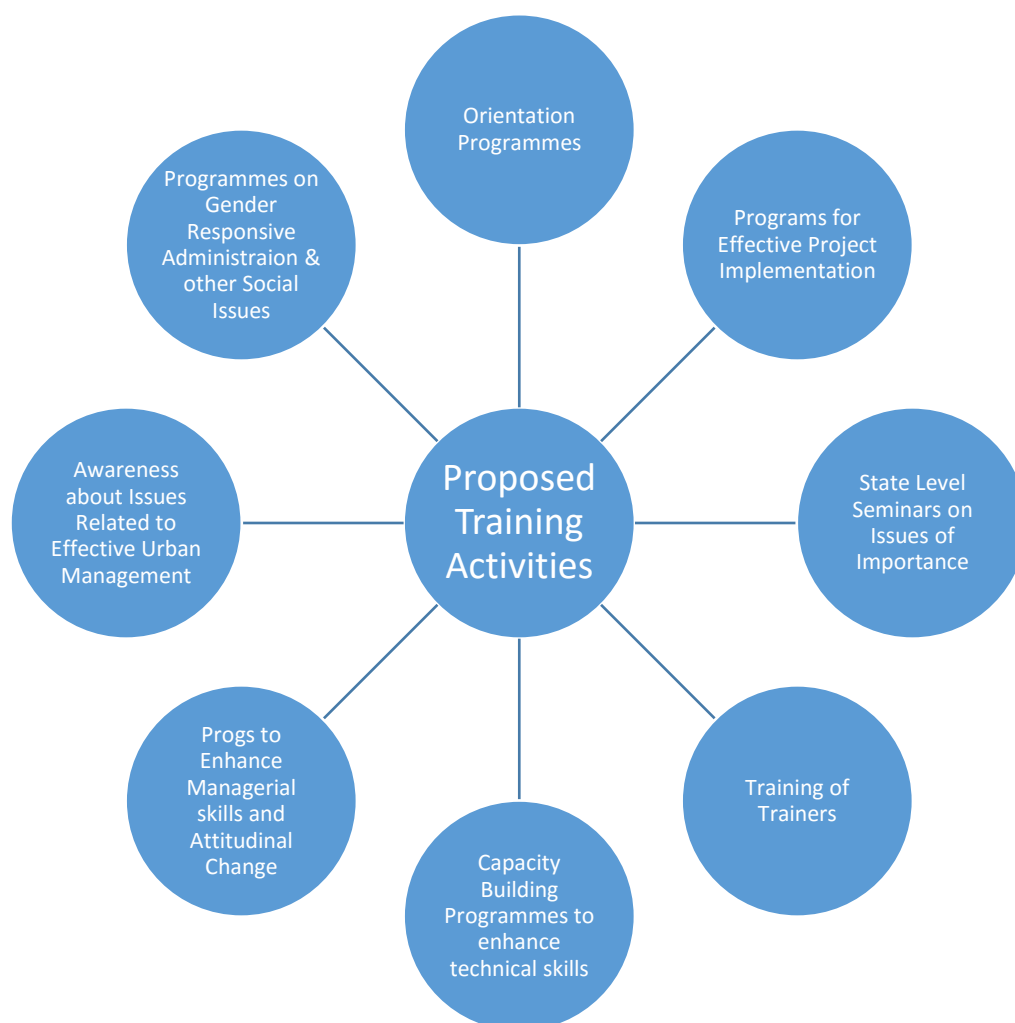 Orientation
Programmes
Programs for
Effective Project
Implementation
State Level
Seminars on
Issues of
Importance
Training of
Trainers
Capacity
Building
Programmes to
enhance
technical skills
Progs to
Enhance
Managerial
skills and
Attitudinal
Change
Awareness
about Issues
Related to
Effective Urban
Management
Programmes on
Gender
Responsive
Administraion &
other Social
Issues
Proposed
Training
Activities